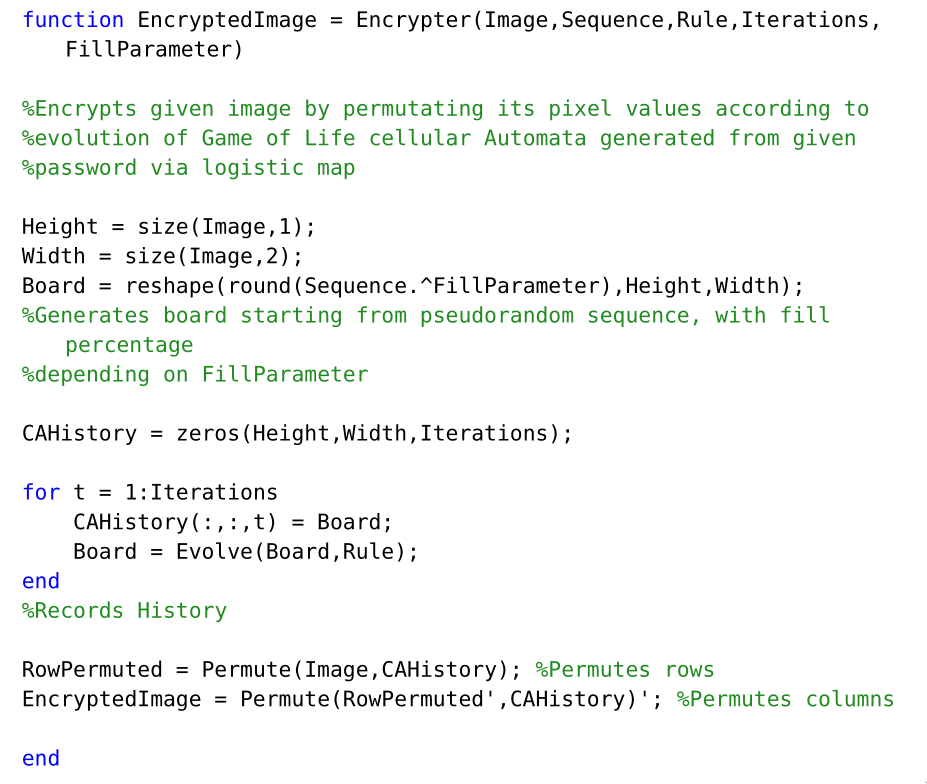 function EncryptedImage = Encrypter(Image,Sequence,Rule,Iterations,
FillParameter)
%Encrypts given image by permutating its pixel values according to
%evolution of Game of Life cellular Automata generated from given
%password via logistic map
Height = size(Image,1);
Width = size(Image,2);
Board = reshape(round(Sequence.^FillParameter),Height,Width);
%Generates board starting from pseudorandom sequence, with fill
percentage
%depending on FillParameter
CAHistory = zeros(Height,Width,Iterations);
for t = 1:Iterations
CAHistory(:,:,t) = Board;
Board = Evolve(Board,Rule);
end
%Records History
RowPermuted = Permute(Image,CAHistory); %Permutes rows
EncryptedImage = Permute(RowPermuted',CAHistory)'; %Permutes columns
end